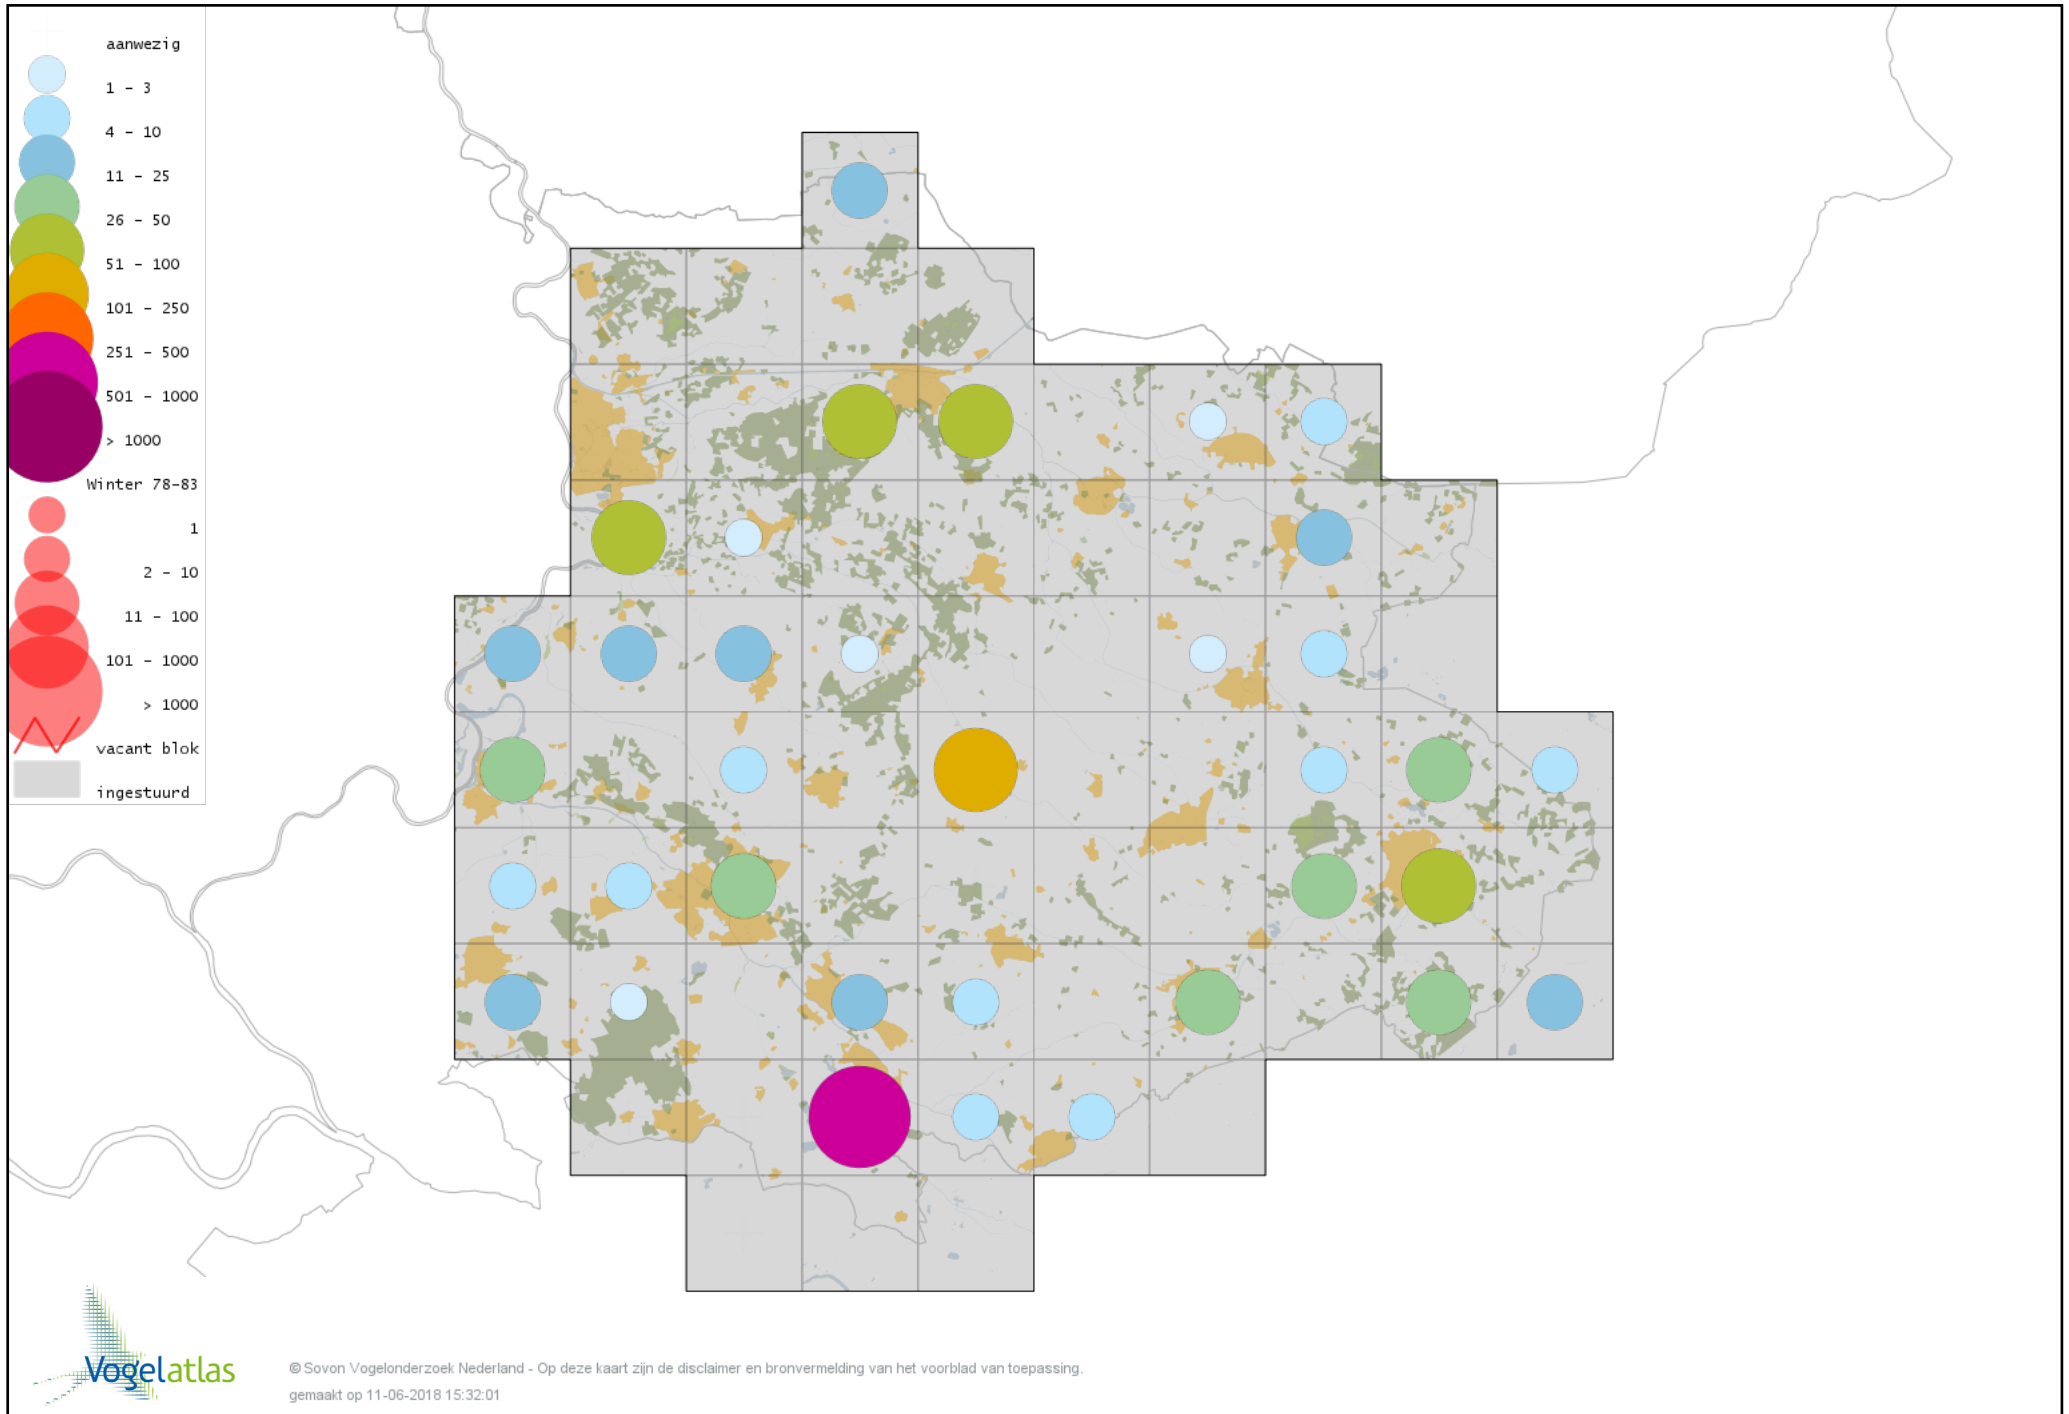 aanwezig
1 - 3
4 - 10
11 - 25
26 - 50
51 - 100
101 - 250
251 - 500
501 - 1000
> 1000
Winter 78-83
1
2 - 10
11 - 100
101 - 1000
> 1000
vacant blok
ingestuurd
Vogelatlas
© Sovon Vogelonderzoek Nederland - Op deze kaart zijn de disclaimer en bronvermelding van het voorblad van toepassing.
gemaakt op 11-06-2018 15:32:01